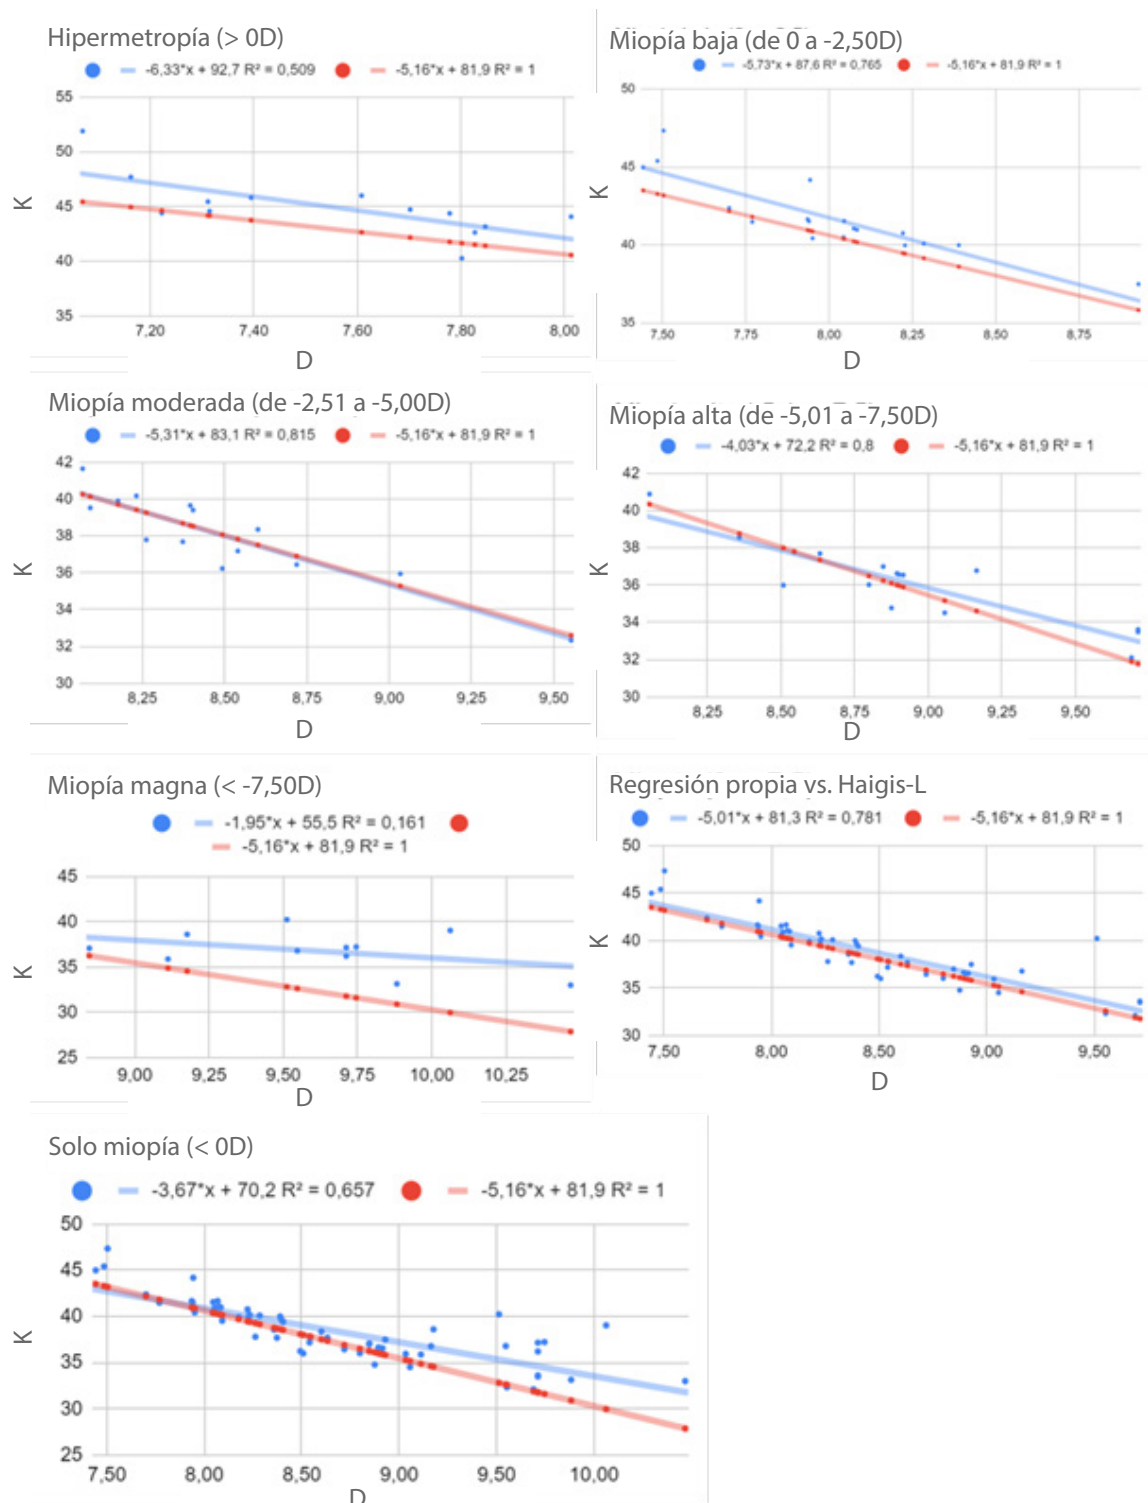 Hipermetropía (> 0D)
-6,33*x + 92,7 R² = 0,509 -5,16*x + 81,9 R² = 1
55
50
45
40
35
K
7,20 7,40 7,60 7,80 8,00
D
Miopía baja (de 0 a -2,50D)
-5,73*x + 87,6 R² = 0,765 -5,16*x + 81,9 R² = 1
50
45
40
35
K
7,50 7,75 8,00 8,25 8,50 8,75
D
Miopía moderada (de -2,51 a -5,00D)
-5,31*x + 83,1 R² = 0,815 -5,16*x + 81,9 R² = 1
42
40
38
36
34
32
30
K
8,25 8,50 8,75 9,00 9,25 9,50
D
Miopía alta (de -5,01 a -7,50D)
-4,03*x + 72,2 R² = 0,8 -5,16*x + 81,9 R² = 1
42
40
38
36
34
32
30
K
8,25 8,50 8,75 9,00 9,25 9,50
D
Miopía magna (< -7,50D)
-1,95*x + 55,5 R² = 0,161
-5,16*x + 81,9 R² = 1
45
40
35
30
25
K
9,00 9,25 9,50 9,75 10,00 10,25
D
Regresión propia vs. Haigis-L
-5,01*x + 81,3 R² = 0,781 -5,16*x + 81,9 R² = 1
50
45
40
35
30
K
7,50 8,00 8,50 9,00 9,50
D
Solo miopía (< 0D)
-3,67*x + 70,2 R² = 0,657 -5,16*x + 81,9 R² = 1
50
45
40
35
30
25
K
7,50 8,00 8,50 9,00 9,50 10,00
D